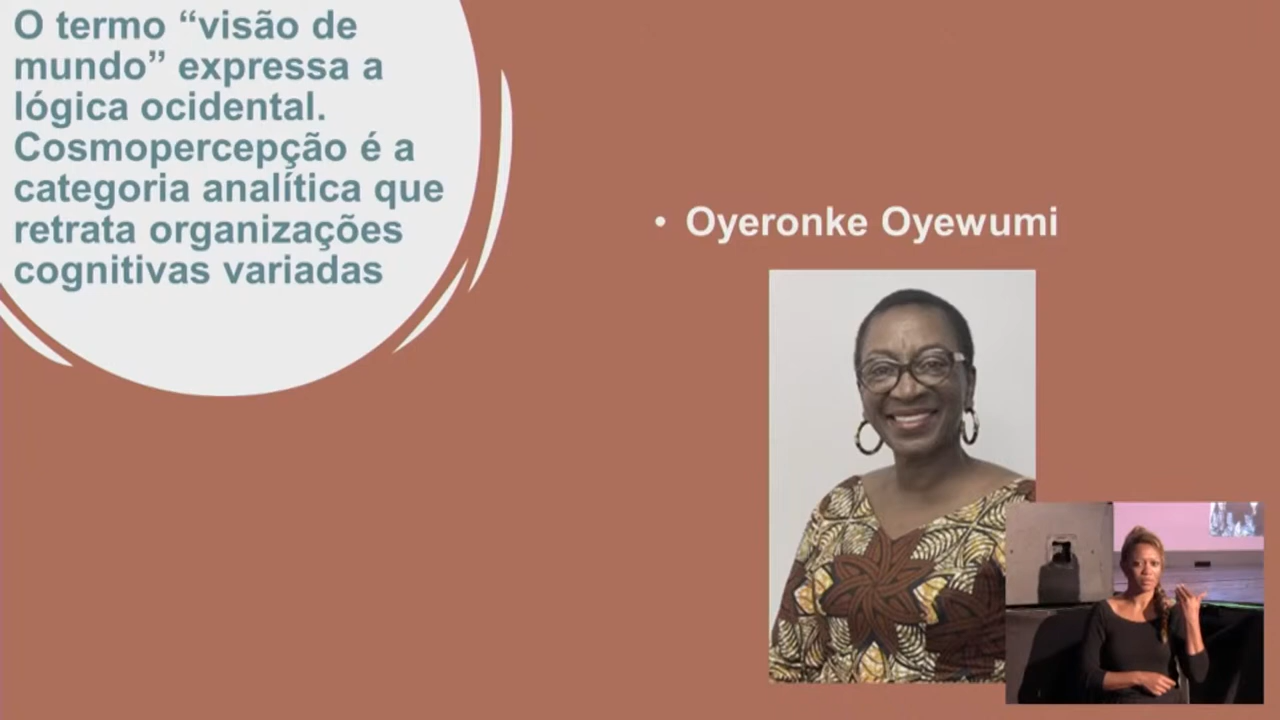 O termo “visão de
mundo” expressa a
lógica ocidental.
Cosmopercepção é a
categoria analítica que
retrata organizações
cognitivas variadas
• Oyeronke Oyewumi